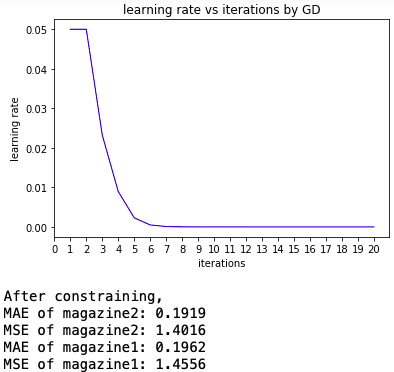 learning rate vs iterations by GD
0.05
0.04
0.03
0.02
0.01
0.00
learning rate
0 1 2 3 4 5 6 7 8 9 10 11 12 13 14 15 16 17 18 19 20
iterations
After constraining,
MAE of magazine2: 0.1919
MSE of magazine2: 1.4016
MAE of magazine1: 0.1962
MSE of magazine1: 1.4556